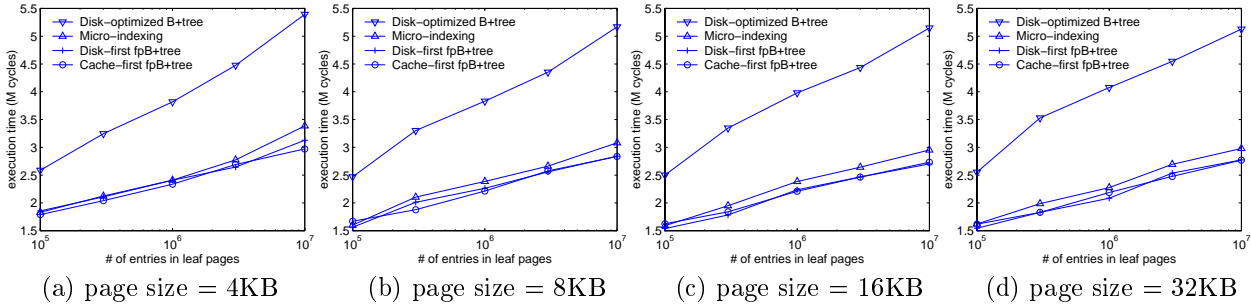 5.5
5
4.5
4
3.5
3
2.5
2
1.5
execution time (M cycles)
Disk-optimized B+tree
Micro-indexing
Disk-first fpB+tree
Cache-first fpB+tree
10^5 10^6 10^7
# of entries in leaf pages
(a) page size = 4KB
5.5
5
4.5
4
3.5
3
2.5
2
1.5
execution time (M cycles)
Disk-optimized B+tree
Micro-indexing
Disk-first fpB+tree
Cache-first fpB+tree
10^5 10^6 10^7
# of entries in leaf pages
(b) page size = 8KB
5.5
5
4.5
4
3.5
3
2.5
2
1.5
execution time (M cycles)
Disk-optimized B+tree
Micro-indexing
Disk-first fpB+tree
Cache-first fpB+tree
10^5 10^6 10^7
# of entries in leaf pages
(c) page size = 16KB
5.5
5
4.5
4
3.5
3
2.5
2
1.5
execution time (M cycles)
Disk-optimized B+tree
Micro-indexing
Disk-first fpB+tree
Cache-first fpB+tree
10^5 10^6 10^7
# of entries in leaf pages
(d) page size = 32KB